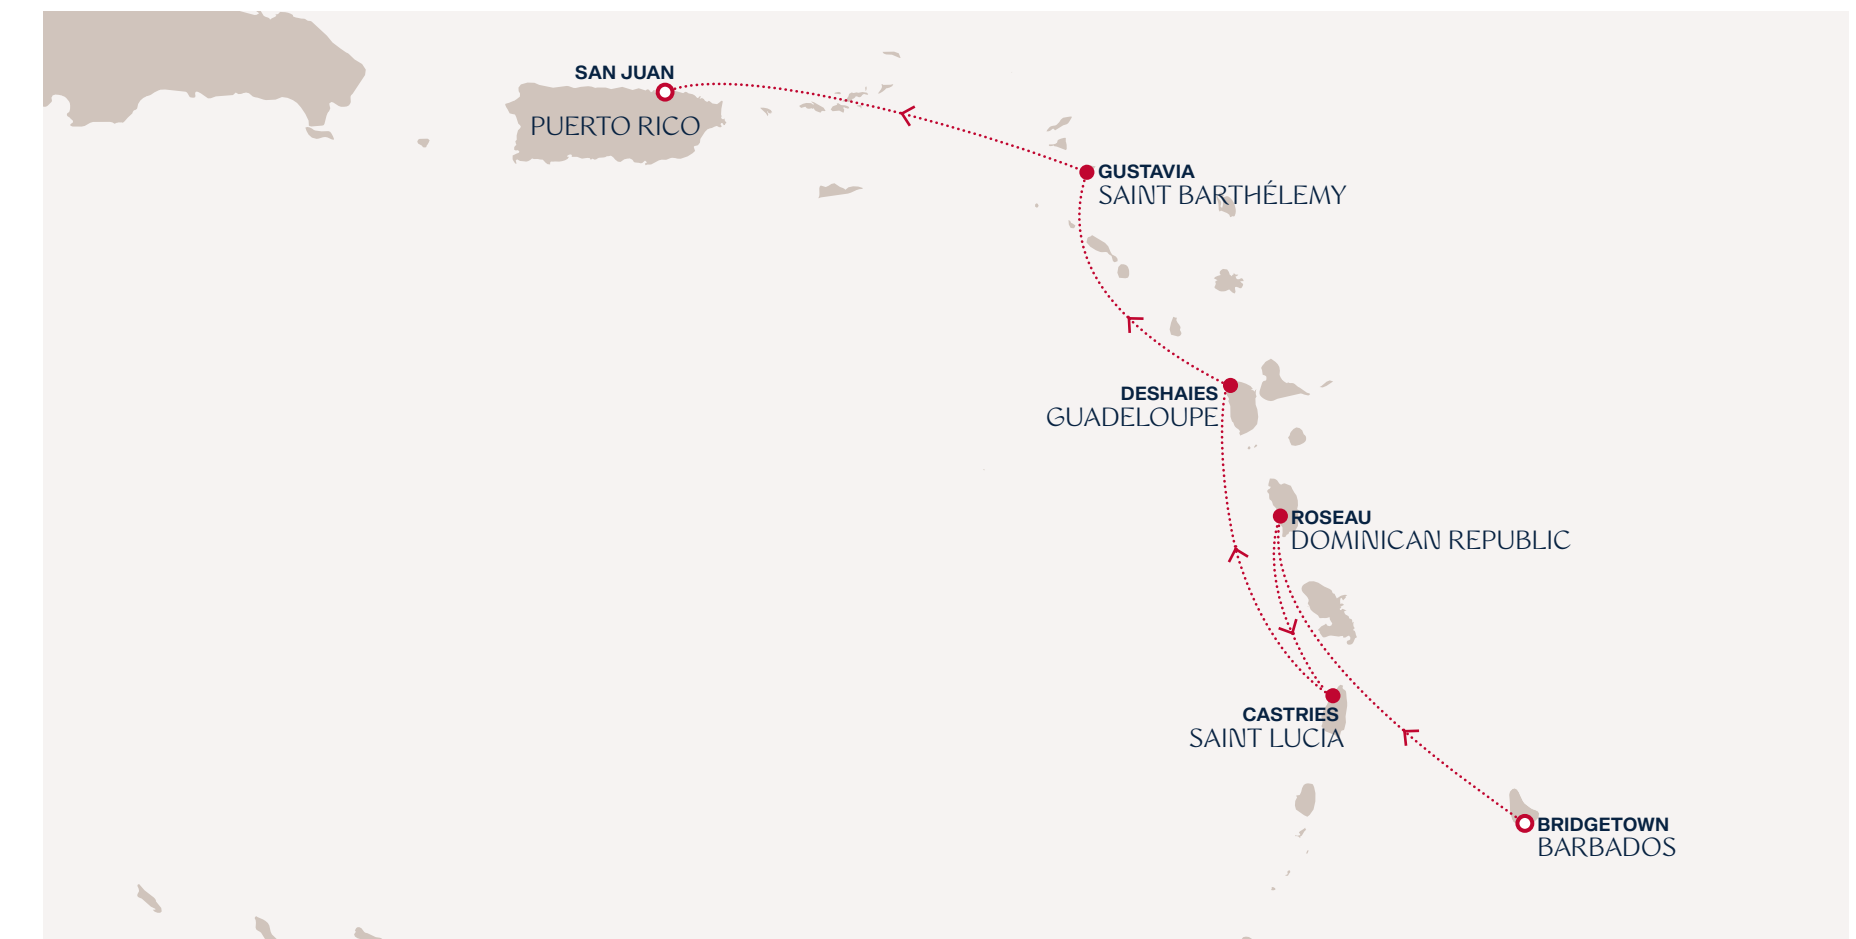 SAN JUAN
PUERTO RICO
GUSTAVIA
SAINT BARTHÉLEMY
DESHAIES
GUADELOUPE
ROSEAU
DOMINICAN REPUBLIC
CASTRIES
SAINT LUCIA
BRIDGETOWN
BARBADOS